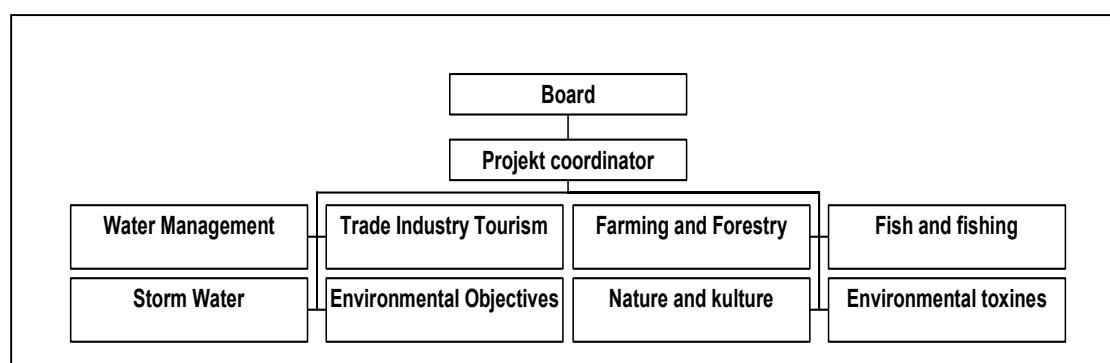 Board
Projekt coordinator
Water Management
Trade Industry Tourism
Farming and Forestry
Fish and fishing
Storm Water
Environmental Objectives
Nature and kulture
Environmental toxines